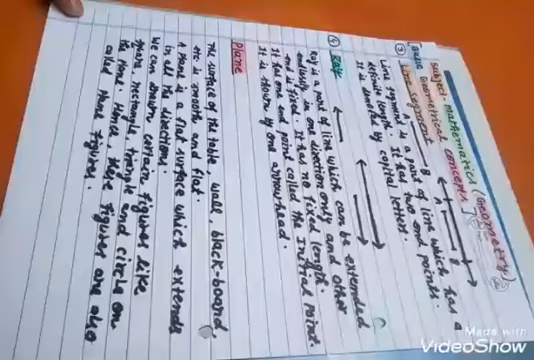 Subject- Mathematics (Geometry)
Basic Geometrical concepts
③ Line segment
A B
A B
Line segment is a part of line which has a
definite length. It has two end points.
It is denoted by capital letters.
④ Ray
Ray is a part of line which can be extended
endlessly in one direction only and other
end is fixed. It has no fixed length.
It has one end point called the Initial Point.
It is shown by one arrowhead.
Plane
The surface of the table, wall, black-board,
etc is smooth and flat.
A plane is a flat surface which extends
in all the directions.
We can drawn certain figures like
square, rectangle, triangle and circle on
the plane. Hence these figures are also
called plane figures.
Made with
VideoShow